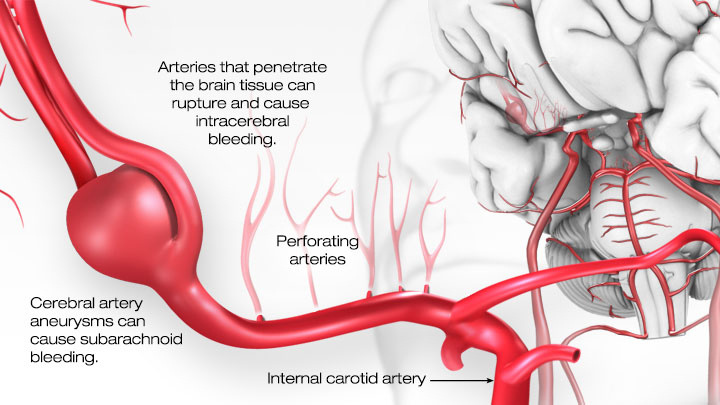 Arteries that penetrate
the brain tissue can
rupture and cause
intracerebral
bleeding.
Perforating
arteries
Cerebral artery
aneurysms can
cause subarachnoid
bleeding.
Internal carotid artery